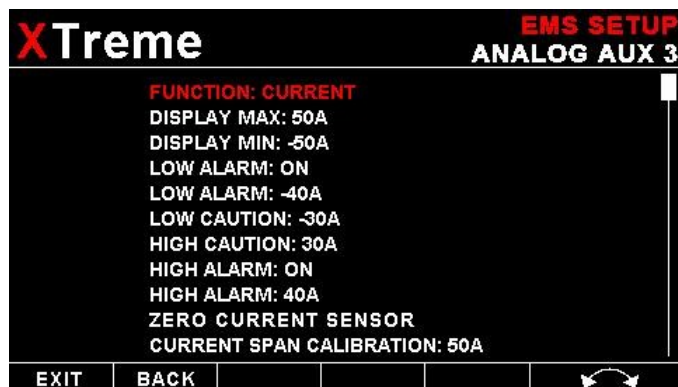 XTreme
EMS SETUP
ANALOG AUX 3
FUNCTION: CURRENT
DISPLAY MAX: 50A
DISPLAY MIN: -50A
LOW ALARM: ON
LOW ALARM: -40A
LOW CAUTION: -30A
HIGH CAUTION: 30A
HIGH ALARM: ON
HIGH ALARM: 40A
ZERO CURRENT SENSOR
CURRENT SPAN CALIBRATION: 50A
EXIT BACK